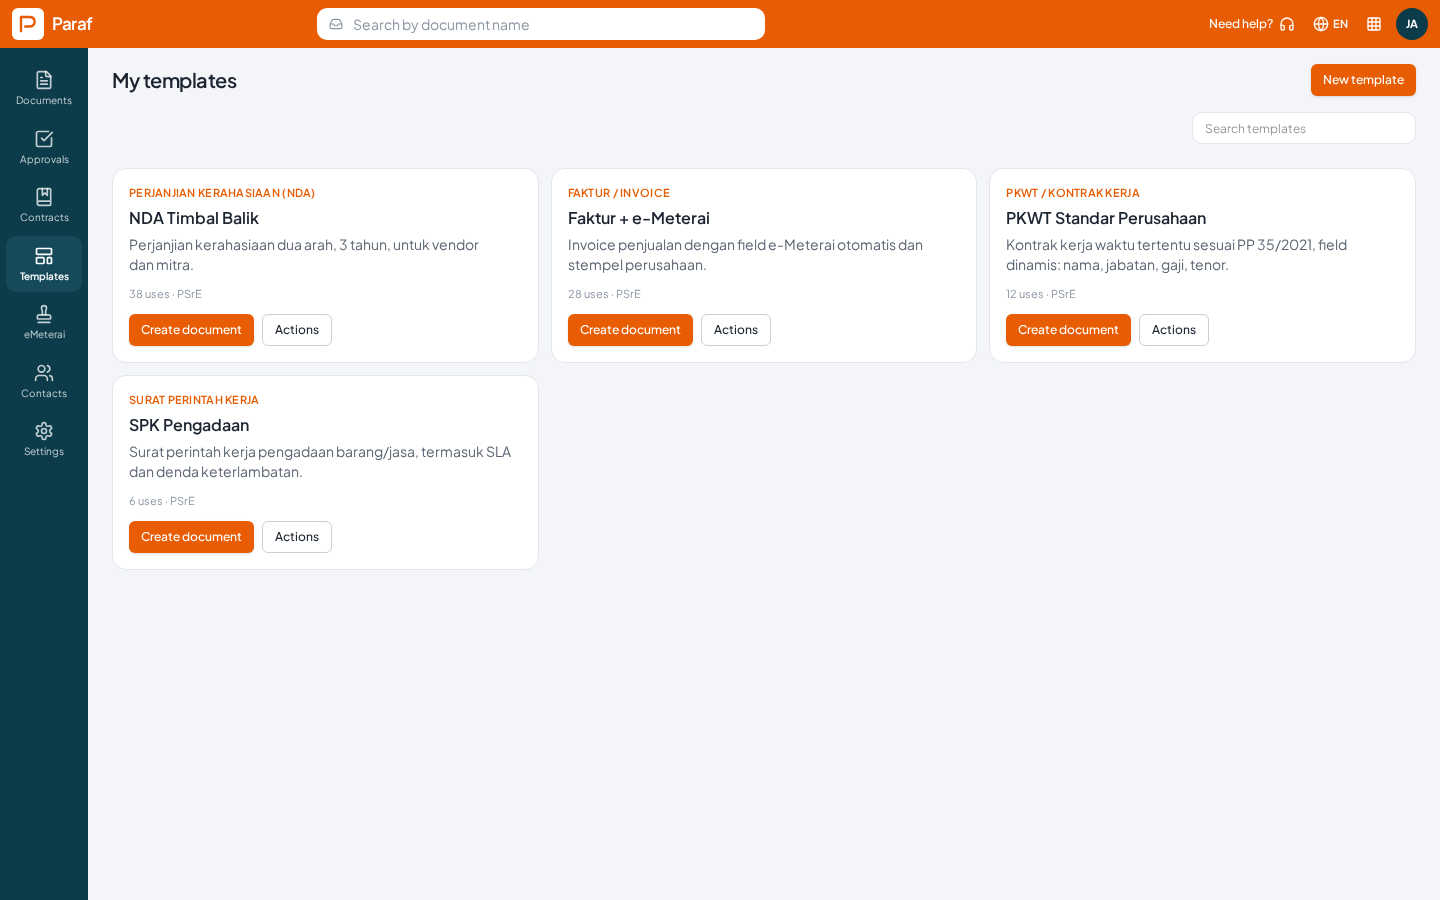 Paraf
Search by document name
Need help?
EN
JA
Documents
Approvals
Contracts
Templates
eMeterai
Contacts
Settings
My templates
New template
Search templates
PERJANJIAN KERAHASIAAN (NDA)
NDA Timbal Balik
Perjanjian kerahasiaan dua arah, 3 tahun, untuk vendor
dan mitra.
38 uses · PSrE
Create document
Actions
FAKTUR / INVOICE
Faktur + e-Meterai
Invoice penjualan dengan field e-Meterai otomatis dan
stempel perusahaan.
28 uses · PSrE
Create document
Actions
PKWT / KONTRAK KERJA
PKWT Standar Perusahaan
Kontrak kerja waktu tertentu sesuai PP 35/2021, field
dinamis: nama, jabatan, gaji, tenor.
12 uses · PSrE
Create document
Actions
SURAT PERINTAH KERJA
SPK Pengadaan
Surat perintah kerja pengadaan barang/jasa, termasuk SLA
dan denda keterlambatan.
6 uses · PSrE
Create document
Actions